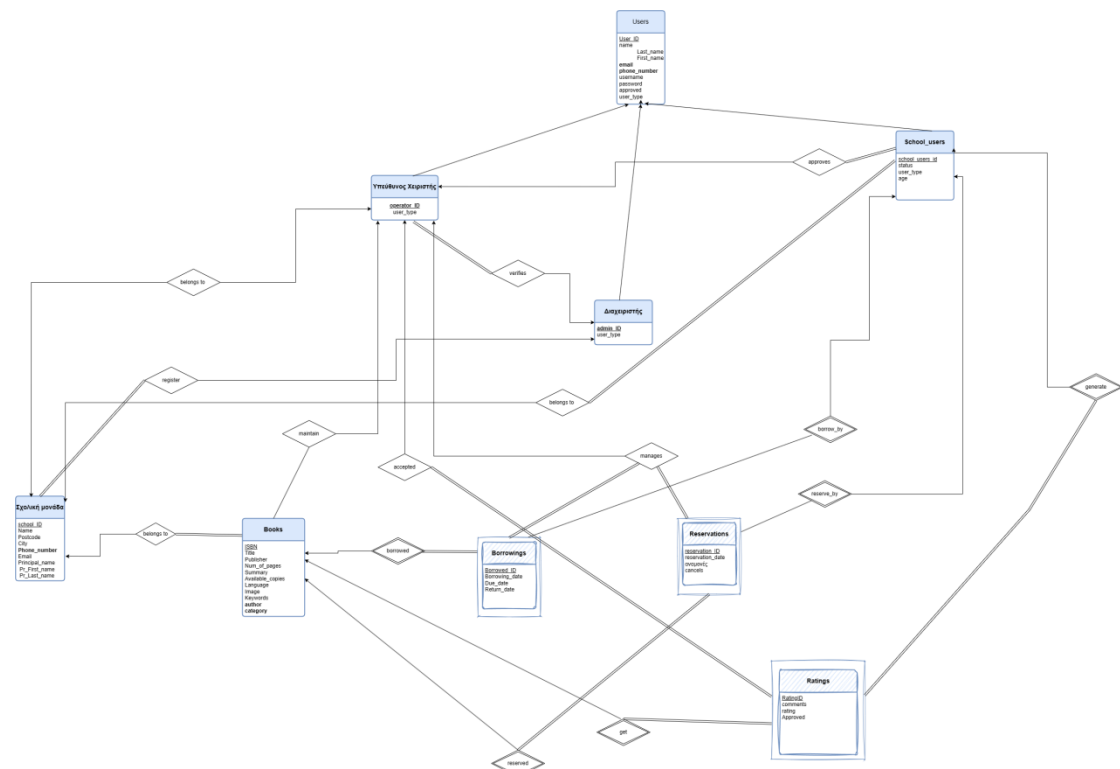 Users
User_ID
name
Last_name
First_name
email
phone_number
username
password
approved
user_type
School_users
school_users_id
status
user_type
age
approves
Υπεύθυνος Χειριστής
operator_ID
user_type
belongs to
verifies
Διαχειριστής
admin_ID
user_type
register
belongs to
generate
maintain
borrow_by
accepted
manages
reserve_by
Σχολική μονάδα
school_ID
Name
Postcode
City
Phone_number
Email
Principal_name
Pr_First_name
Pr_Last_name
belongs to
Books
ISBN
Title
Publisher
Num_of_pages
Summary
Available_copies
Language
Image
Keywords
author
category
borrowed
Borrowings
Borrowed_ID
Borrowing_date
Due_date
Return_date
Reservations
reservation_ID
reservation_date
αναμονές
cancels
Ratings
RatingID
comments
rating
Approved
get
reserved